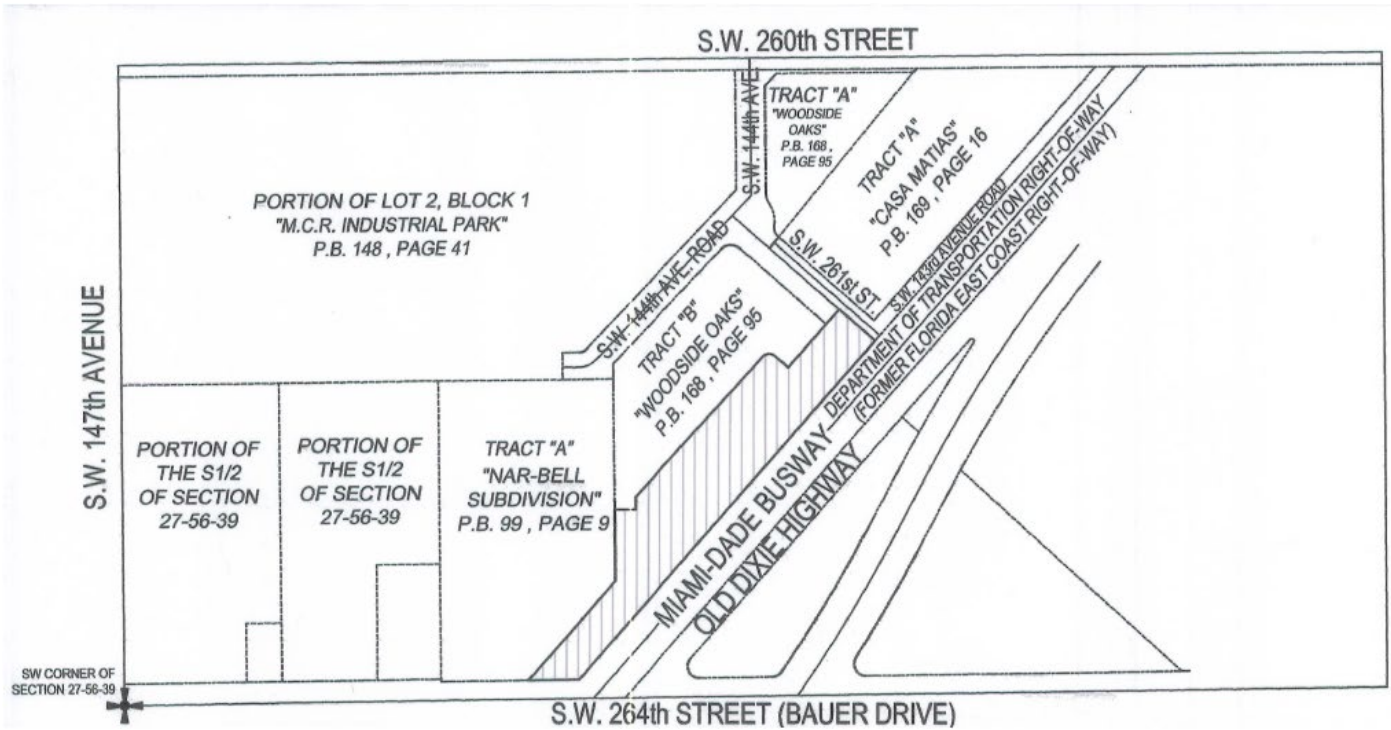 S.W. 260th STREET
S.W. 144th AVE
TRACT "A"
"WOODSIDE
OAKS"
P.B. 168 ,
PAGE 95
TRACT "A"
"CASA MATIAS"
P.B. 169 , PAGE 16
S.W. 143rd AVENUE ROAD
DEPARTMENT OF TRANSPORTATION RIGHT-OF-WAY
(FORMER FLORIDA EAST COAST RIGHT-OF-WAY)
PORTION OF LOT 2, BLOCK 1
"M.C.R. INDUSTRIAL PARK"
P.B. 148 , PAGE 41
S.W. 144th AVE. ROAD
S.W. 261st ST.
TRACT "B"
"WOODSIDE OAKS"
P.B. 168 , PAGE 95
S.W. 147th AVENUE
PORTION OF
THE S1/2
OF SECTION
27-56-39
PORTION OF
THE S1/2
OF SECTION
27-56-39
TRACT "A"
"NAR-BELL
SUBDIVISION"
P.B. 99 , PAGE 9
MIAMI-DADE BUSWAY
OLD DIXIE HIGHWAY
SW CORNER OF
SECTION 27-56-39
S.W. 264th STREET (BAUER DRIVE)